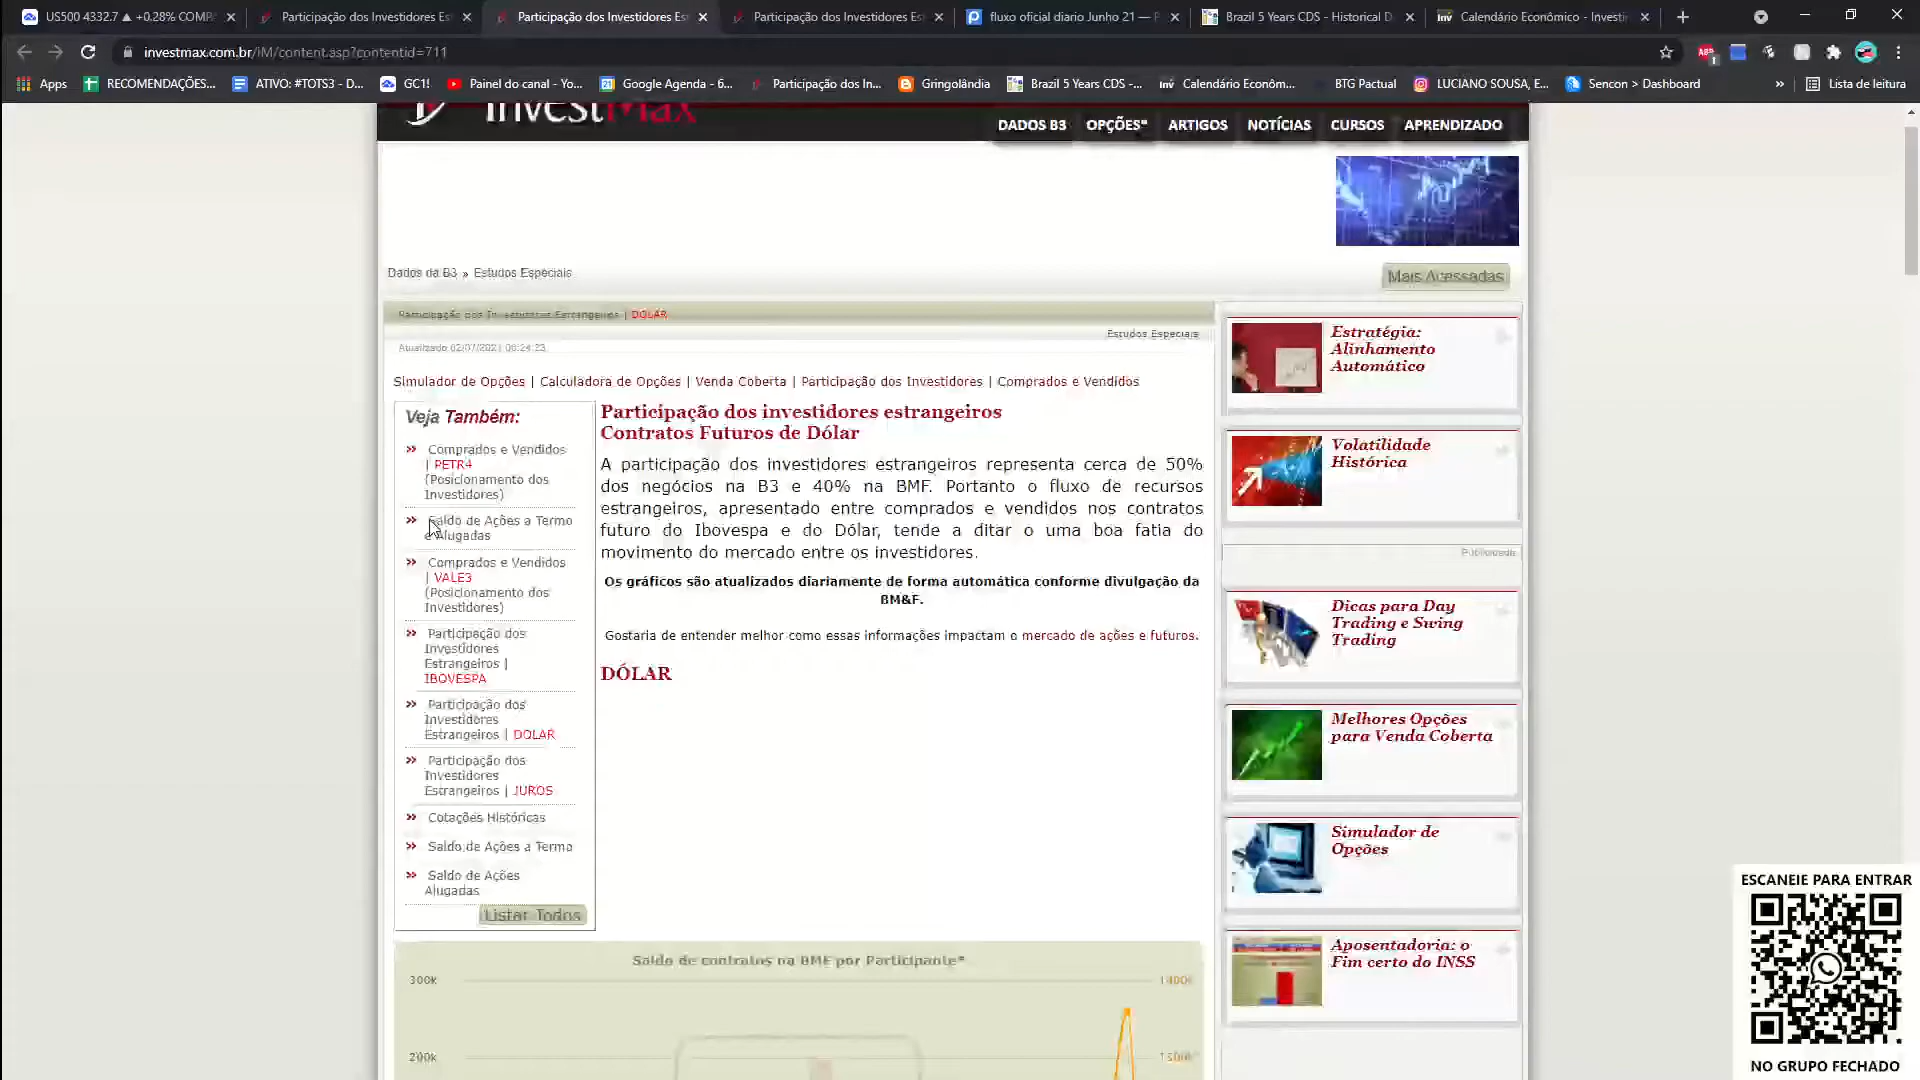 US500 4332.7 ▲ +0.28% COMP
Participação dos Investidores Es
Participação dos Investidores Es
Participação dos Investidores Es
fluxo oficial diario Junho 21 — P
Brazil 5 Years CDS - Historical D
Calendário Econômico - Investi
investmax.com.br/iM/content.asp?contentid=711
Apps
RECOMENDAÇÕES...
ATIVO: #TOTS3 - D...
GC1!
Painel do canal - Yo...
Google Agenda - 6...
Participação dos In...
Gringolândia
Brazil 5 Years CDS -...
Calendário Econôm...
BTG Pactual
LUCIANO SOUSA, E...
Sencon > Dashboard
»
Lista de leitura
InvestMax
DADOS B3 OPÇÕES* ARTIGOS NOTÍCIAS CURSOS APRENDIZADO
Dados da B3 » Estudos Especiais
Mais Acessadas
Participação dos Investidores Estrangeiros | DÓLAR
Estudos Especiais
Atualizado 02/07/2021 06:24:23
Simulador de Opções | Calculadora de Opções | Venda Coberta | Participação dos Investidores | Comprados e Vendidos
Veja Também:
» Comprados e Vendidos
| PETR4
(Posicionamento dos
Investidores)
» Saldo de Ações a Termo
e Alugadas
» Comprados e Vendidos
| VALE3
(Posicionamento dos
Investidores)
» Participação dos
Investidores
Estrangeiros |
IBOVESPA
» Participação dos
Investidores
Estrangeiros | DOLAR
» Participação dos
Investidores
Estrangeiros | JUROS
» Cotações Históricas
» Saldo de Ações a Termo
» Saldo de Ações
Alugadas
Listar Todos
Participação dos investidores estrangeiros
Contratos Futuros de Dólar
A participação dos investidores estrangeiros representa cerca de 50%
dos negócios na B3 e 40% na BMF. Portanto o fluxo de recursos
estrangeiros, apresentado entre comprados e vendidos nos contratos
futuro do Ibovespa e do Dólar, tende a ditar o uma boa fatia do
movimento do mercado entre os investidores.
Os gráficos são atualizados diariamente de forma automática conforme divulgação da
BM&F.
Gostaria de entender melhor como essas informações impactam o mercado de ações e futuros.
DÓLAR
Saldo de contratos na BMF por Participante*
300k
200k
Estratégia:
Alinhamento
Automático
Volatilidade
Histórica
Publicidade
Dicas para Day
Trading e Swing
Trading
Melhores Opções
para Venda Coberta
Simulador de
Opções
Aposentadoria: o
Fim certo do INSS
ESCANEIE PARA ENTRAR
NO GRUPO FECHADO